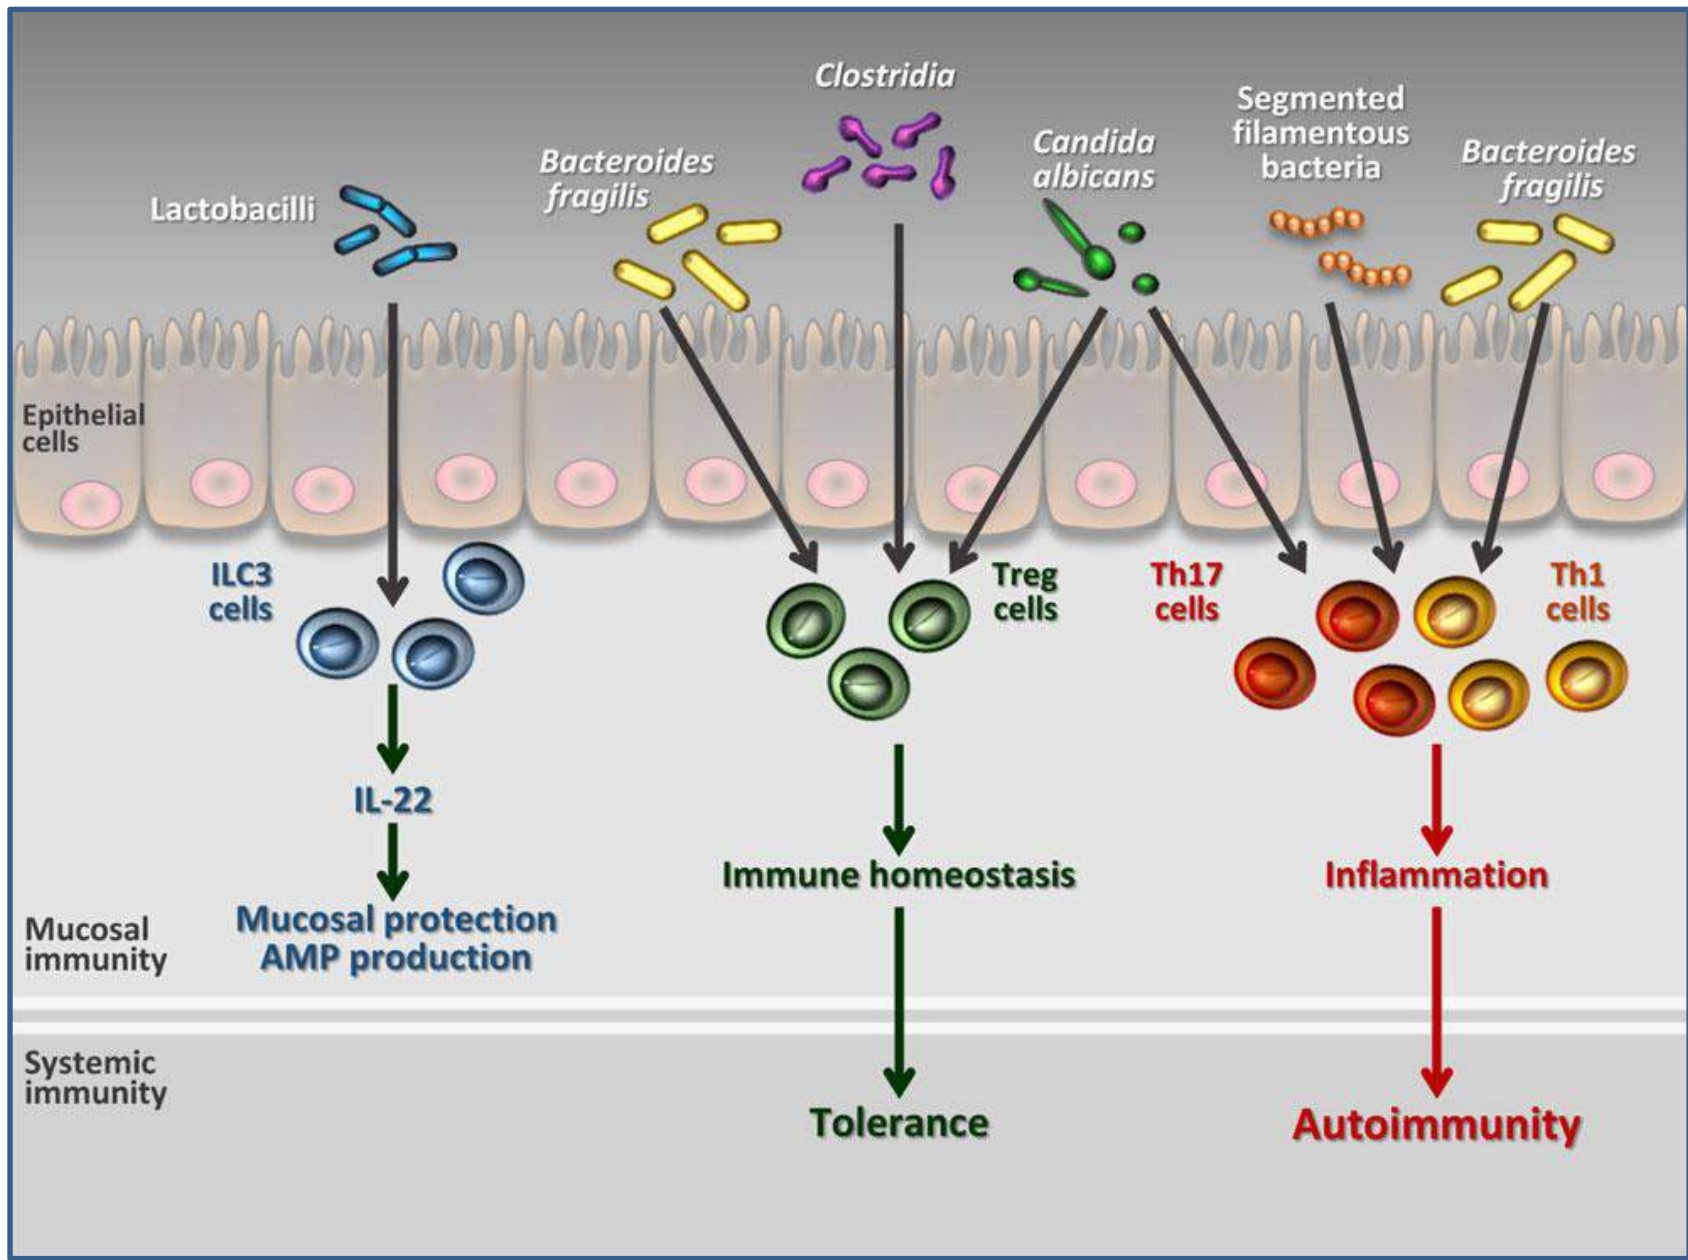 Clostridia
Segmented
filamentous
bacteria
Candida
albicans
Bacteroides
fragilis
Bacteroides
fragilis
Lactobacilli
Epithelial
cells
ILC3
cells
Treg
cells
Th17
cells
Th1
cells
IL-22
Immune homeostasis
Inflammation
Mucosal protection
AMP production
Mucosal
immunity
Systemic
immunity
Tolerance
Autoimmunity